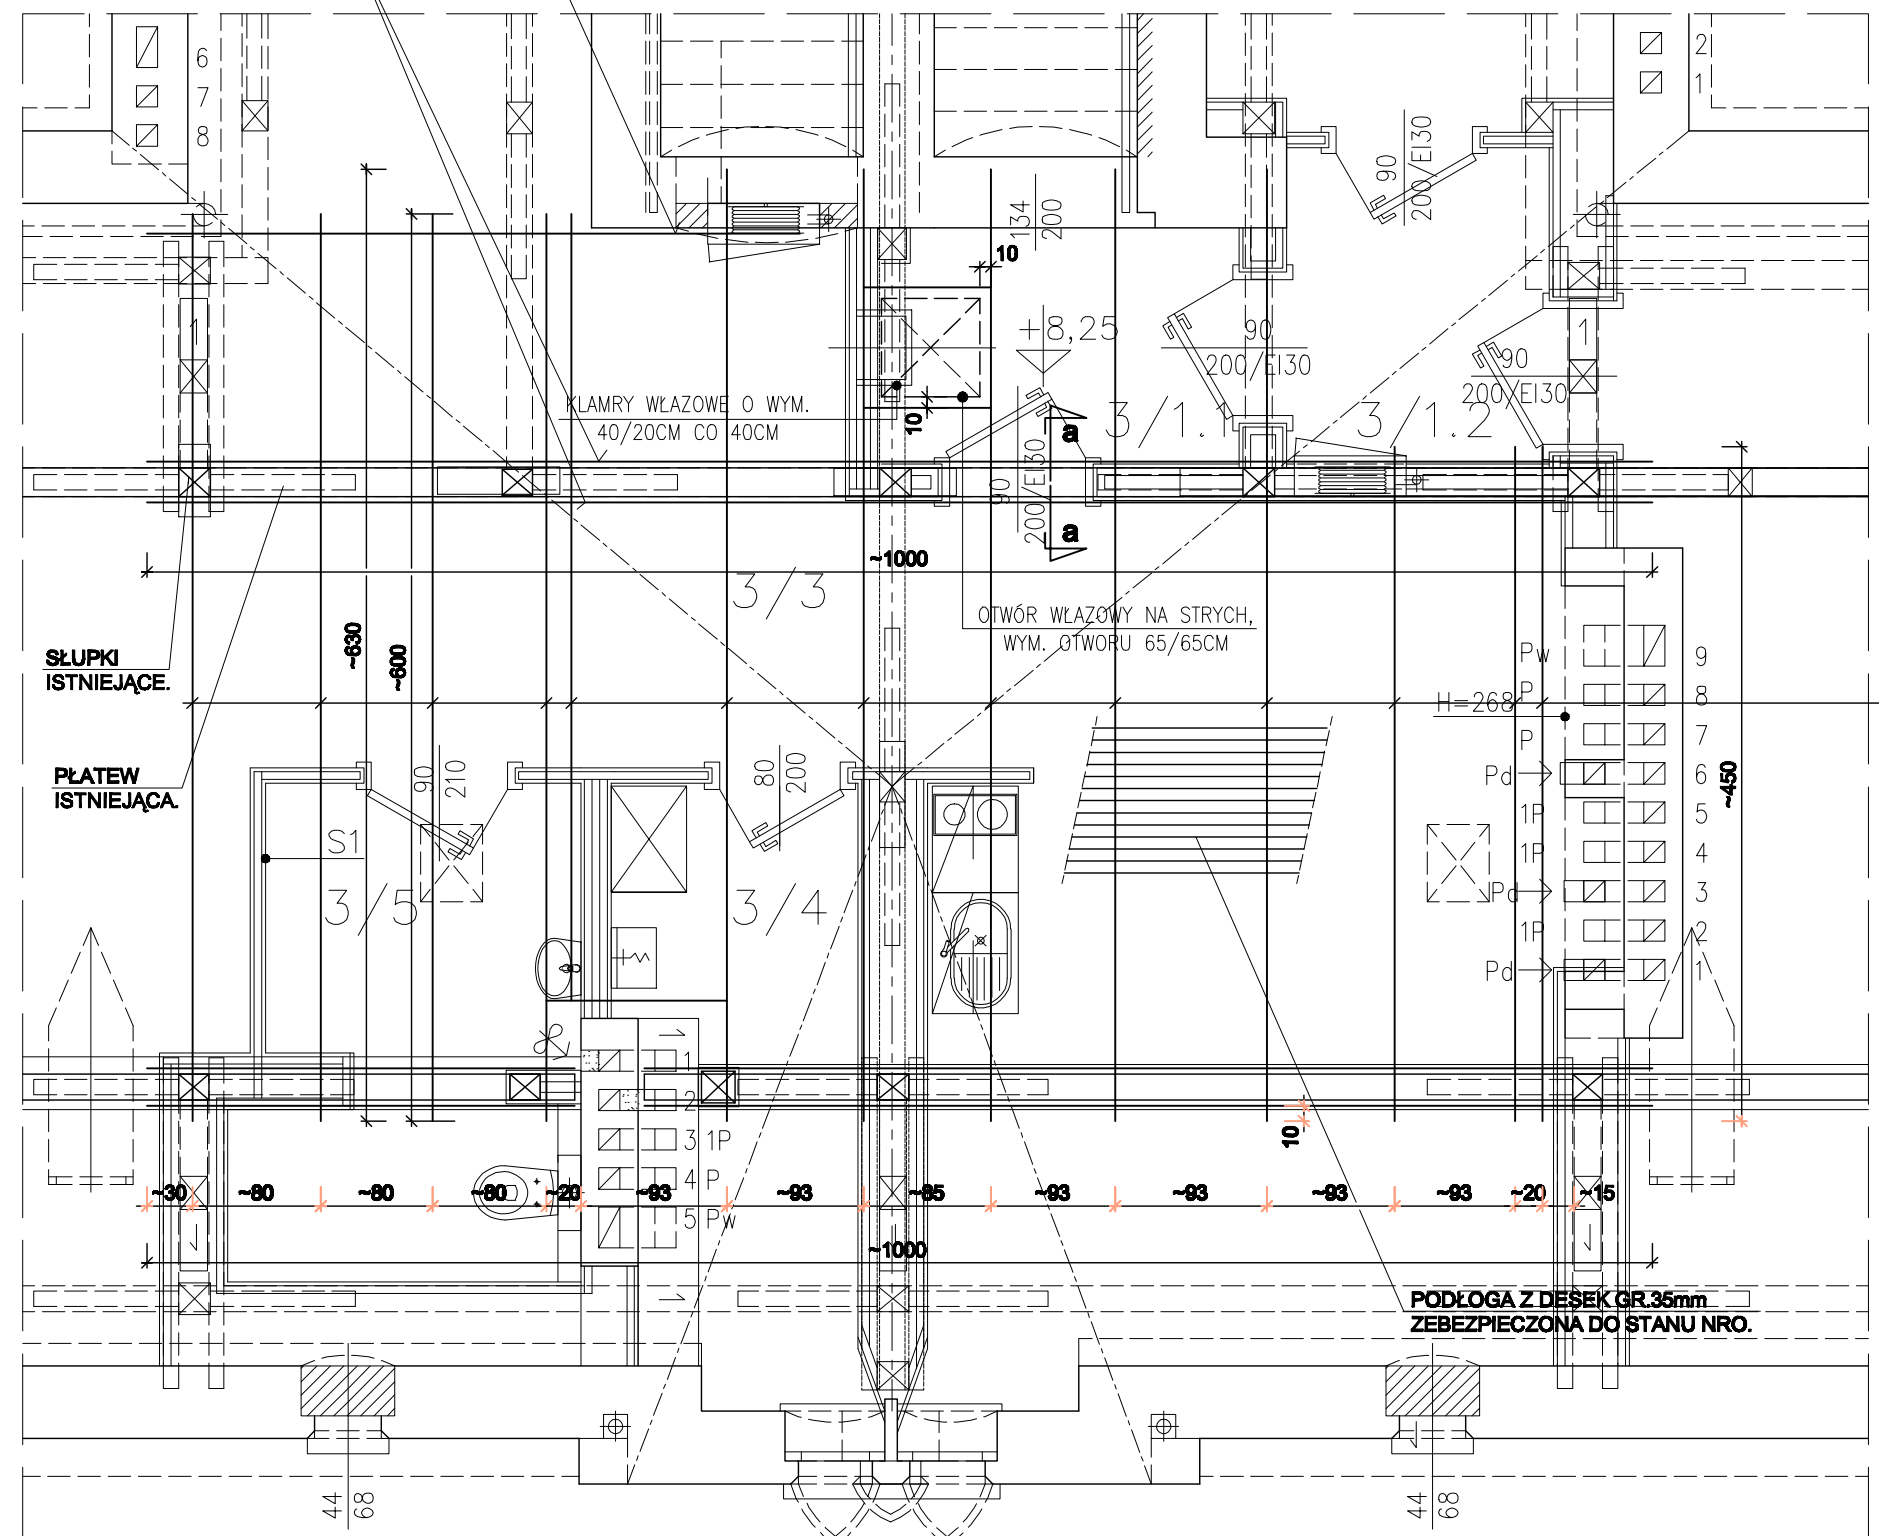 6
7
8
2
1
90
200/EI30
134
200
10
+8,25
90
200/EI30
90
200/EI30
1
1
KLAMRY WŁAZOWE O WYM.
40/20CM CO 40CM
10
3/1.1
3/1.2
a
90
200/EI30
a
~1000
3/3
OTWÓR WŁAZOWY NA STRYCH,
WYM. OTWORU 65/65CM
SŁUPKI
ISTNIEJĄCE.
~630
~600
PŁATEW
ISTNIEJĄCA.
H=268
Pw
9
P
8
P
7
Pd
6
1P
5
1P
4
Pd
3
1P
2
Pd
1
~450
90
210
80
200
S1
3/5
3/4
1
2
3 1P
4 P
5 Pw
10
~30
~80
~80
~80
~20
~93
~93
~85
~93
~93
~93
~93
~20
~15
~1000
PODŁOGA Z DESEK GR.35mm
ZEBEZPIECZONA DO STANU NRO.
44
68
44
68